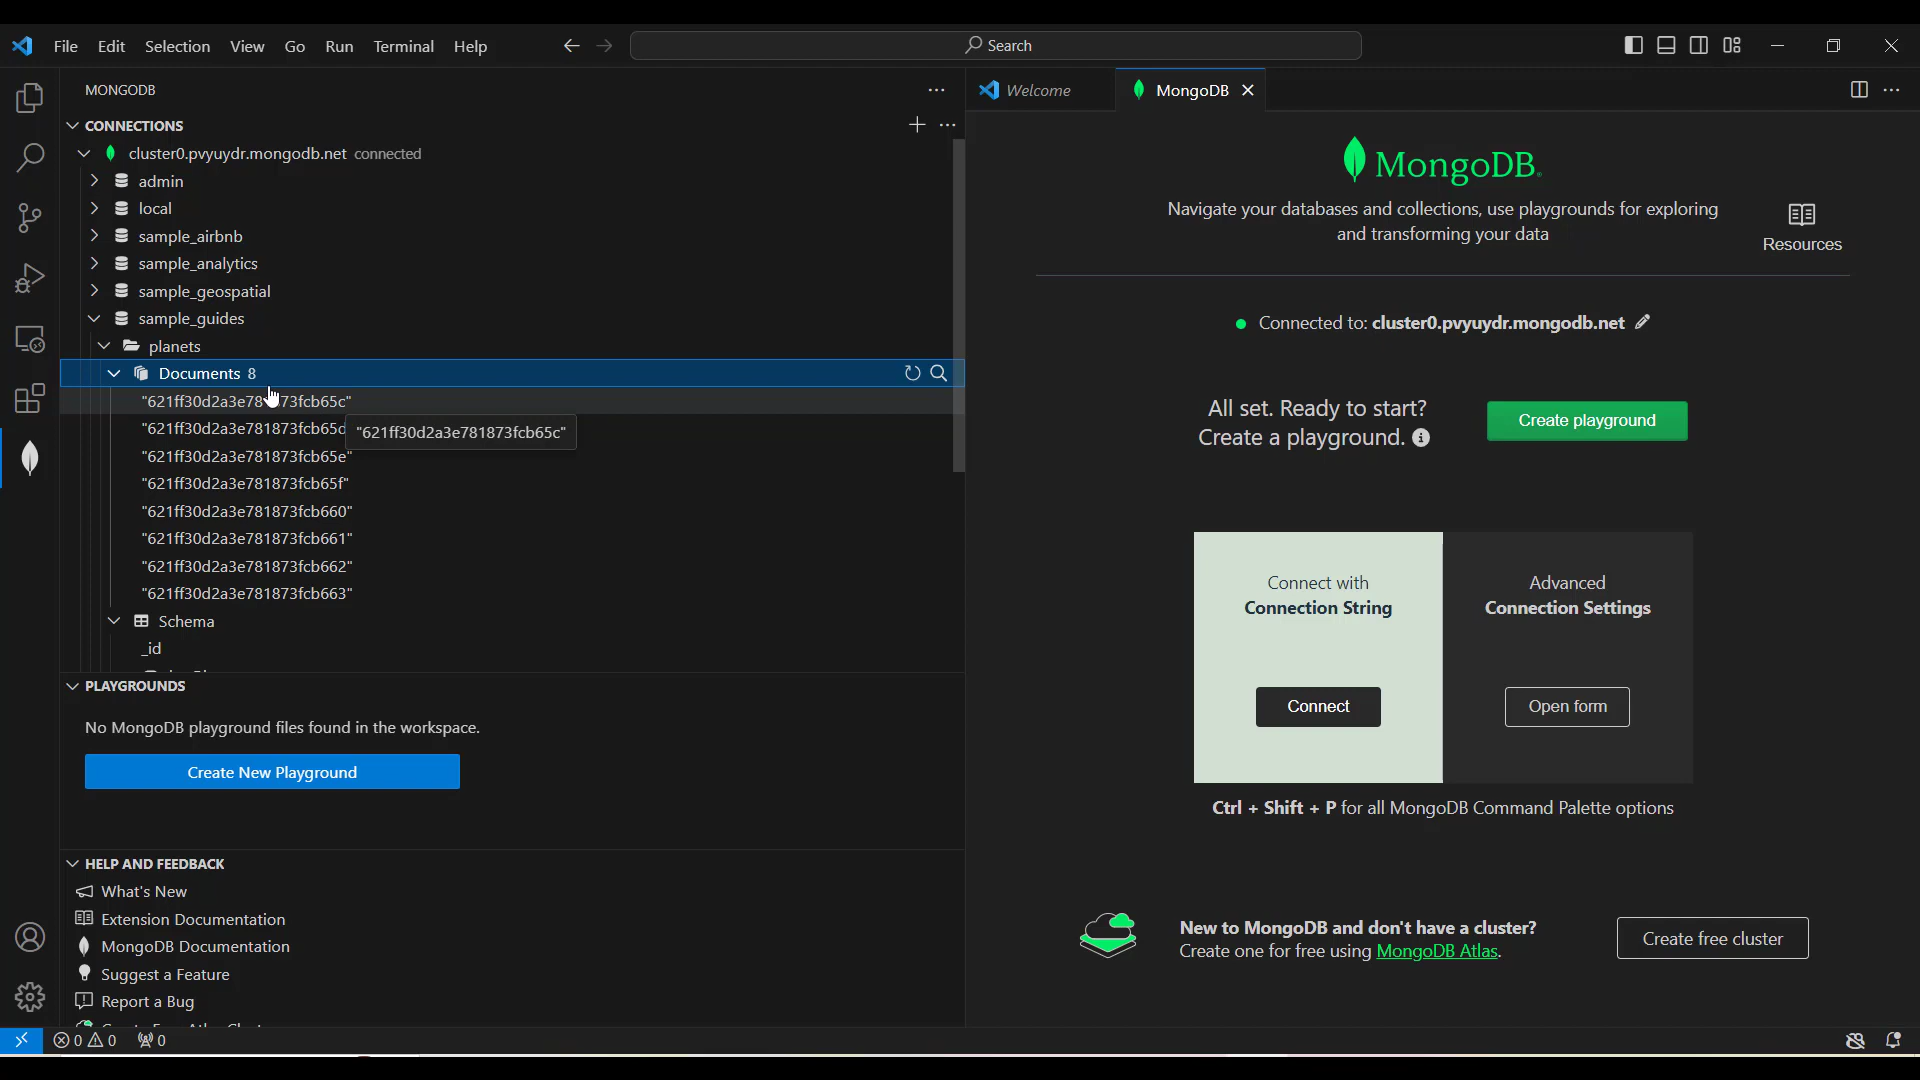 File Edit Selection View Go Run Terminal Help
Search
MONGODB
CONNECTIONS
cluster0.pvyuydr.mongodb.net connected
admin
local
sample_airbnb
sample_analytics
sample_geospatial
sample_guides
planets
Documents 8
"621ff30d2a3e781873fcb65c"
"621ff30d2a3e781873fcb65d
"621ff30d2a3e781873fcb65c"
"621ff30d2a3e781873fcb65e"
"621ff30d2a3e781873fcb65f"
"621ff30d2a3e781873fcb660"
"621ff30d2a3e781873fcb661"
"621ff30d2a3e781873fcb662"
"621ff30d2a3e781873fcb663"
Schema
_id
PLAYGROUNDS
No MongoDB playground files found in the workspace.
Create New Playground
HELP AND FEEDBACK
What's New
Extension Documentation
MongoDB Documentation
Suggest a Feature
Report a Bug
0 0 0
Welcome
MongoDB
MongoDB.
Navigate your databases and collections, use playgrounds for exploring
and transforming your data
Resources
Connected to: cluster0.pvyuydr.mongodb.net
All set. Ready to start?
Create a playground.
Create playground
Connect with
Connection String
Connect
Advanced
Connection Settings
Open form
Ctrl + Shift + P for all MongoDB Command Palette options
New to MongoDB and don't have a cluster?
Create one for free using MongoDB Atlas.
Create free cluster